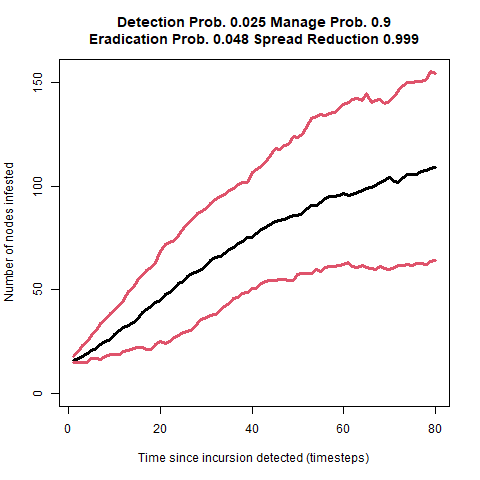 Detection Prob. 0.025 Manage Prob. 0.9
Eradication Prob. 0.048 Spread Reduction 0.999
Number of nodes infested
150
100
50
0
0 20 40 60 80
Time since incursion detected (timesteps)